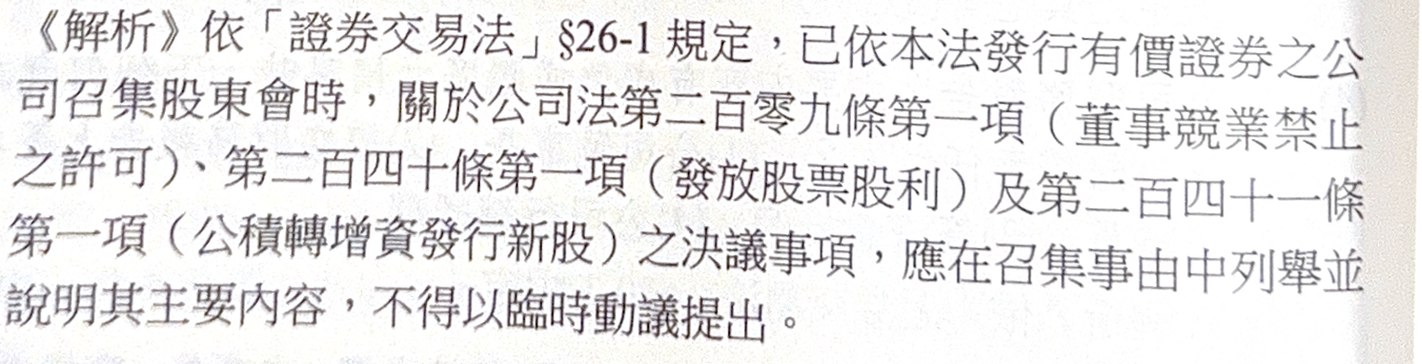 《解析》依「證券交易法」§26-1 規定，已依本法發行有價證券之公
司召集股東會時，關於公司法第二百零九條第一項（董事競業禁止
之許可）、第二百四十條第一項（發放股票股利）及第二百四十一條
第一項（公積轉增資發行新股）之決議事項，應在召集事由中列舉並
說明其主要內容，不得以臨時動議提出。